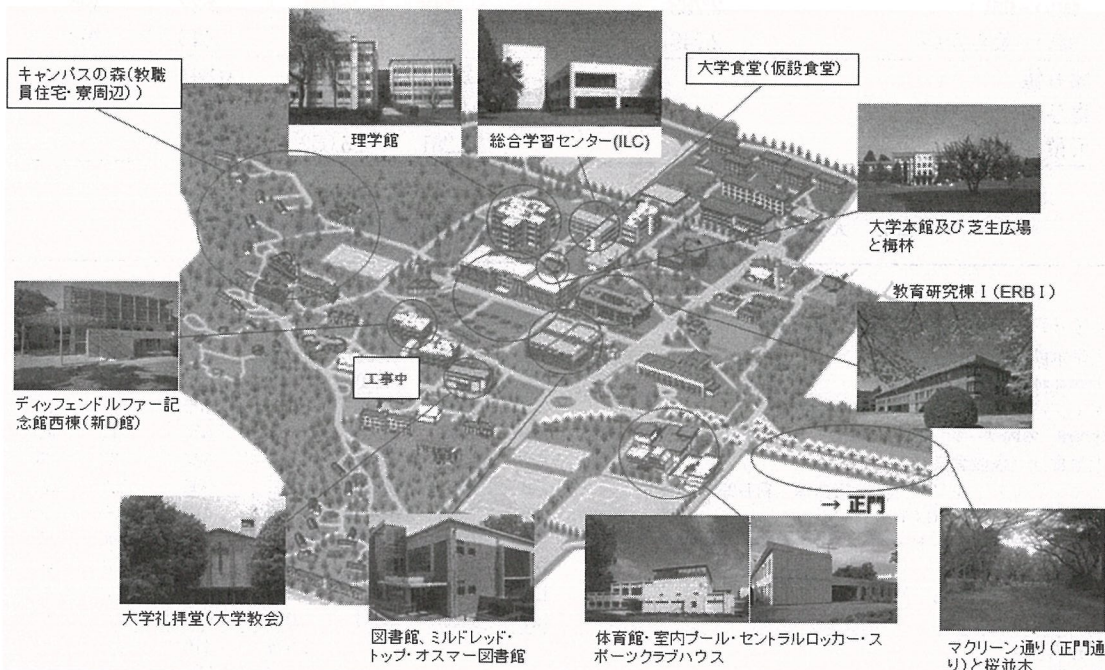 キャンパスの森(教職
員住宅・寮周辺))
理学館
総合学習センター(ILC)
大学食堂(仮設食堂)
大学本館及び芝生広場
と梅林
教育研究棟Ⅰ(ERBⅠ)
ディッフェンドルファー記
念館西棟(新D館)
工事中
→ 正門
大学礼拝堂(大学教会)
図書館、ミルドレッド・
トップ・オスマー図書館
体育館・室内プール・セントラルロッカー・ス
ポーツクラブハウス
マクリーン通り(正門通
り)と桜並木